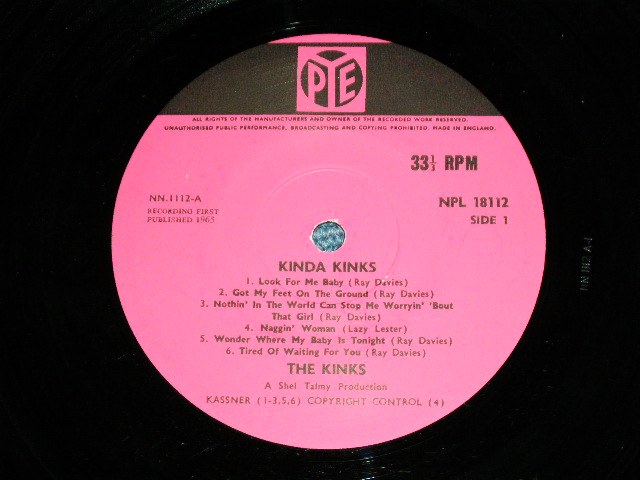 PYE
ALL RIGHTS OF THE MANUFACTURERS AND OWNER OF THE RECORDED WORK RESERVED.
UNAUTHORISED PUBLIC PERFORMANCE, BROADCASTING AND COPYING PROHIBITED. MADE IN ENGLAND.
33⅓ RPM
NN.1112-A
NPL 18112
RECORDING FIRST
PUBLISHED 1965
SIDE 1
KINDA KINKS
1. Look For Me Baby (Ray Davies)
2. Got My Feet On The Ground (Ray Davies)
3. Nothin' In The World Can Stop Me Worryin' 'Bout
That Girl (Ray Davies)
4. Naggin' Woman (Lazy Lester)
5. Wonder Where My Baby Is Tonight (Ray Davies)
6. Tired Of Waiting For You (Ray Davies)
THE KINKS
A Shel Talmy Production
KASSNER (1-3,5,6) COPYRIGHT CONTROL (4)